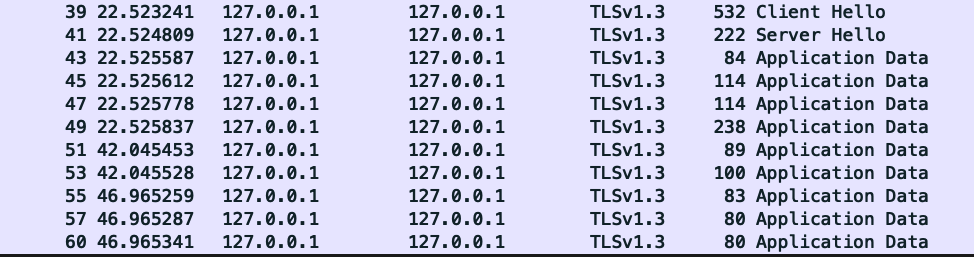 39 22.523241 127.0.0.1 127.0.0.1 TLSv1.3 532 Client Hello
41 22.524809 127.0.0.1 127.0.0.1 TLSv1.3 222 Server Hello
43 22.525587 127.0.0.1 127.0.0.1 TLSv1.3 84 Application Data
45 22.525612 127.0.0.1 127.0.0.1 TLSv1.3 114 Application Data
47 22.525778 127.0.0.1 127.0.0.1 TLSv1.3 114 Application Data
49 22.525837 127.0.0.1 127.0.0.1 TLSv1.3 238 Application Data
51 42.045453 127.0.0.1 127.0.0.1 TLSv1.3 89 Application Data
53 42.045528 127.0.0.1 127.0.0.1 TLSv1.3 100 Application Data
55 46.965259 127.0.0.1 127.0.0.1 TLSv1.3 83 Application Data
57 46.965287 127.0.0.1 127.0.0.1 TLSv1.3 80 Application Data
60 46.965341 127.0.0.1 127.0.0.1 TLSv1.3 80 Application Data